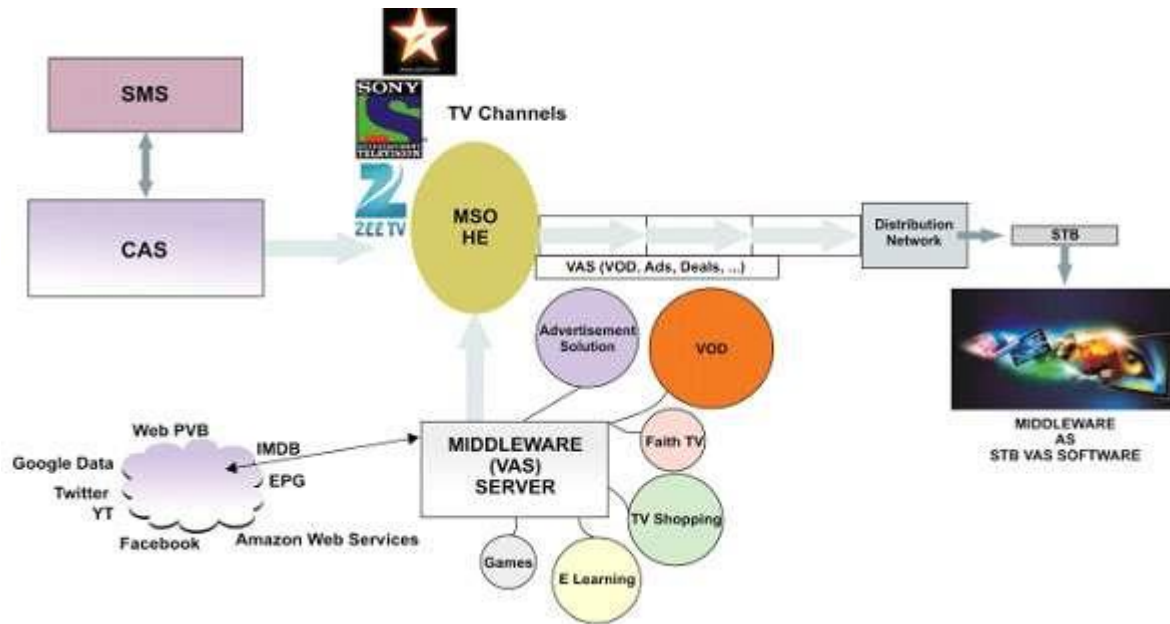 SMS
SONY
TELEVISION
TV Channels
ZEE TV
CAS
MSO
HE
Distribution
Network
STB
VAS (VOD, Ads, Deals, ...)
Advertisement
Solution
VOD
MIDDLEWARE
AS
STB VAS SOFTWARE
Web PVB
IMDB
Google Data
EPG
Twitter
YT
Facebook
Amazon Web Services
MIDDLEWARE
(VAS)
SERVER
Faith TV
TV Shopping
Games
E Learning